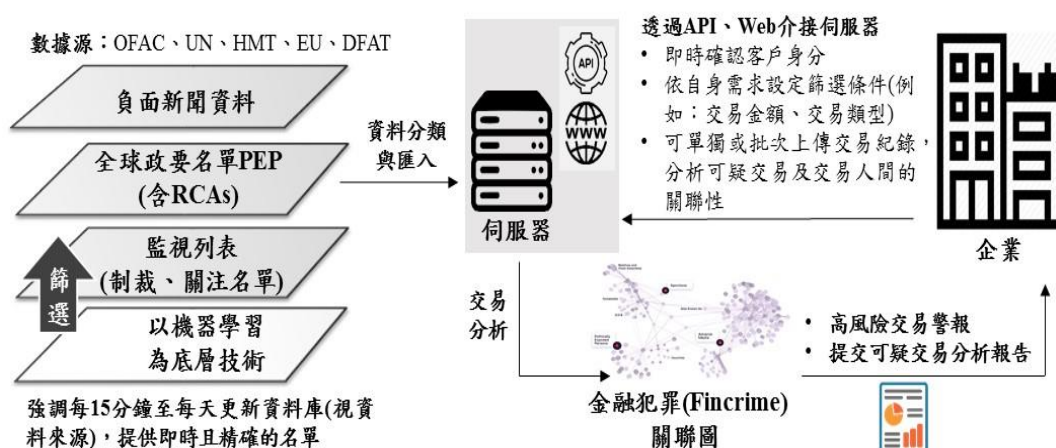 數據源：OFAC、UN、HMT、EU、DFAT
負面新聞資料
全球政要名單PEP
(含RCAs)
監視列表
(制裁、關注名單)
篩選
以機器學習
為底層技術
強調每15分鐘至每天更新資料庫(視資
料來源)，提供即時且精確的名單
資料分類
與匯入
API
WWW
伺服器
透過API、Web介接伺服器
• 即時確認客戶身分
• 依自身需求設定篩選條件(例
如：交易金額、交易類型)
• 可單獨或批次上傳交易紀錄，
分析可疑交易及交易人間的
關聯性
企業
交易
分析
金融犯罪(Fincrime)
關聯圖
• 高風險交易警報
• 提交可疑交易分析報告